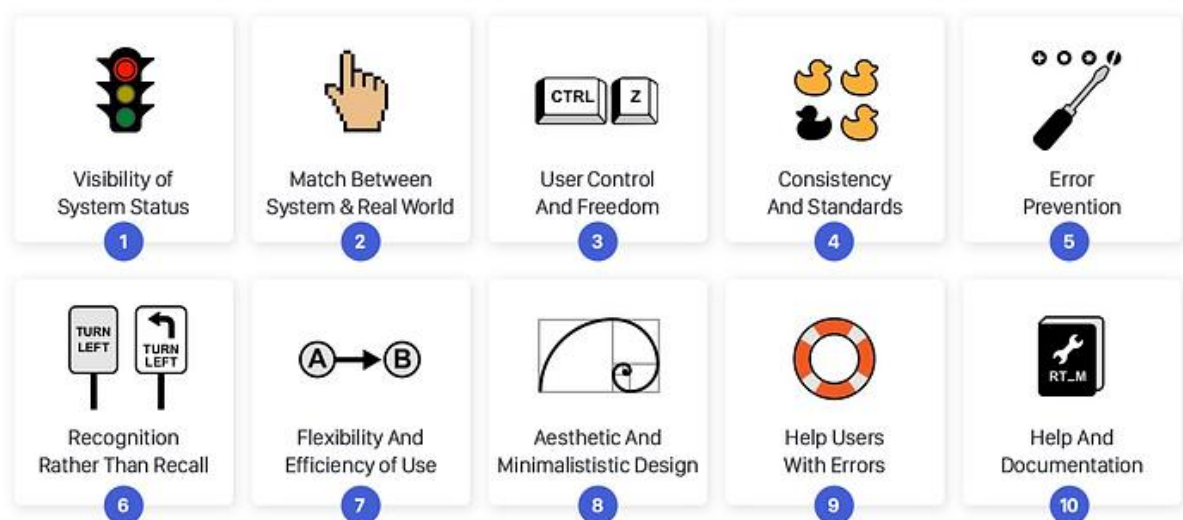 CTRL Z
Visibility of
System Status
1
Match Between
System & Real World
2
User Control
And Freedom
3
Consistency
And Standards
4
Error
Prevention
5
TURN
LEFT
TURN
LEFT
Recognition
Rather Than Recall
6
A B
Flexibility And
Efficiency of Use
7
Aesthetic And
Minimalististic Design
8
Help Users
With Errors
9
RT_M
Help And
Documentation
10